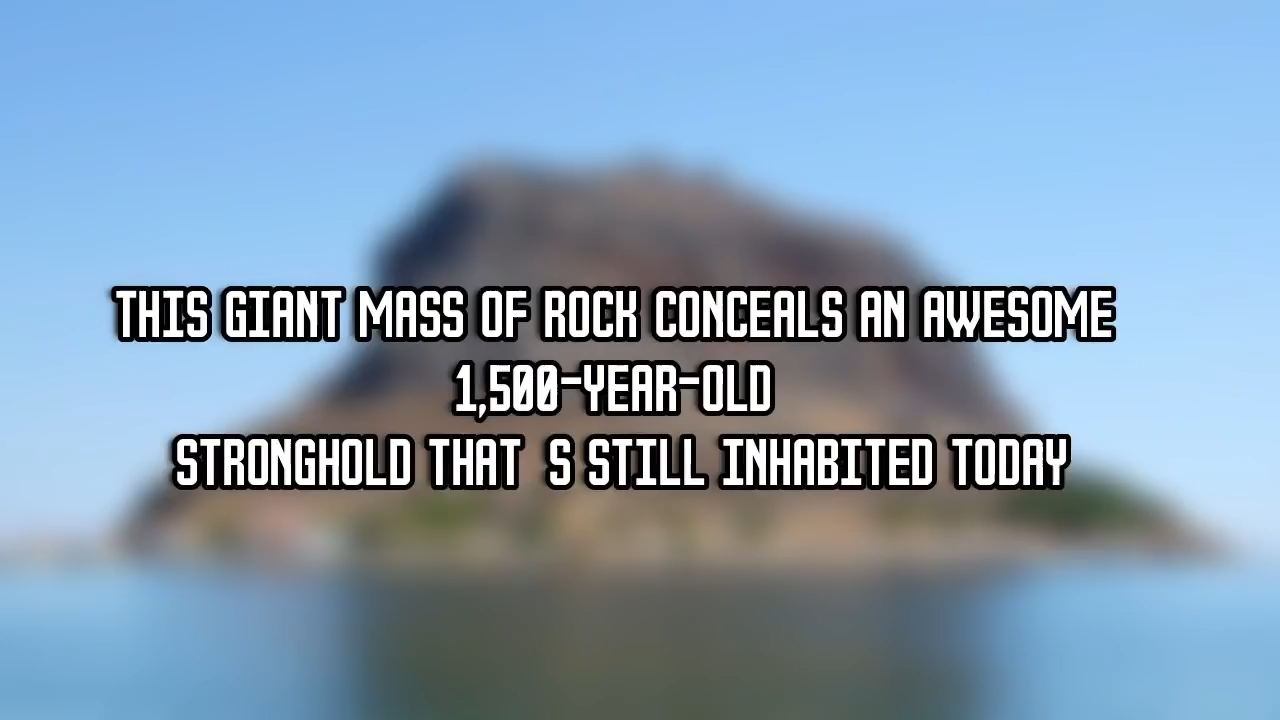 THIS GIANT MASS OF ROCK CONCEALS AN AWESOME
1,500-YEAR-OLD
STRONGHOLD THAT S STILL INHABITED TODAY